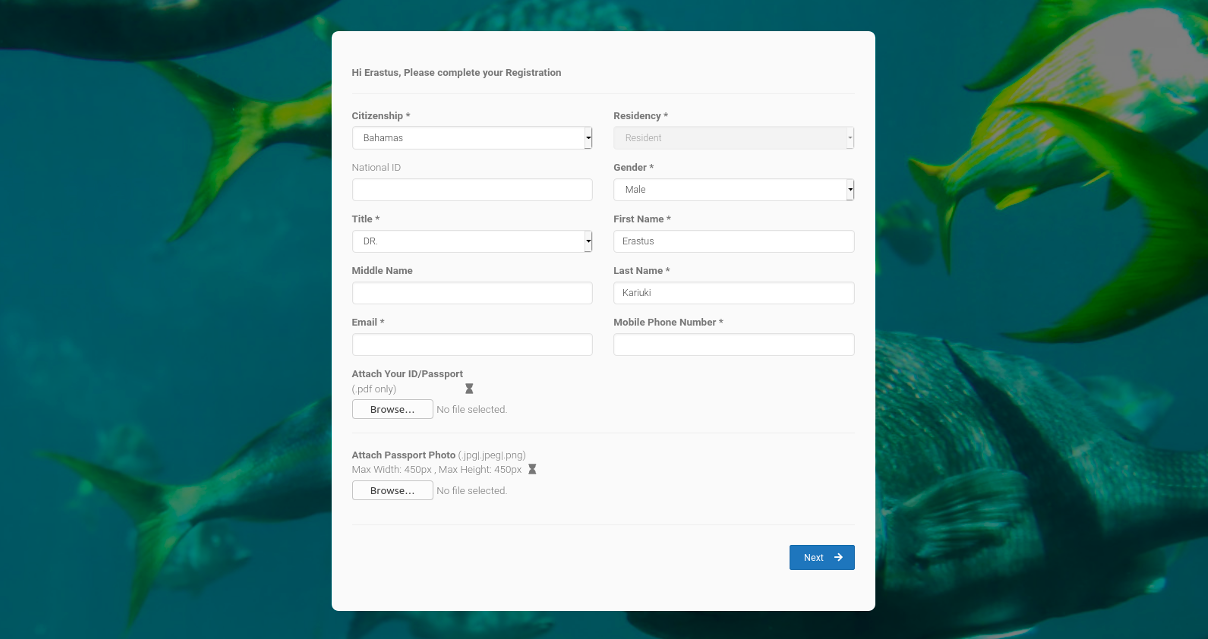 Hi Erastus, Please complete your Registration
Citizenship *
Residency *
Bahamas
Resident
National ID
Gender *
Male
Title *
First Name *
DR.
Erastus
Middle Name
Last Name *
Kariuki
Email *
Mobile Phone Number *
Attach Your ID/Passport
(.pdf only)
Browse... No file selected.
Attach Passport Photo (.jpg|.jpeg|.png)
Max Width: 450px , Max Height: 450px
Browse... No file selected.
Next